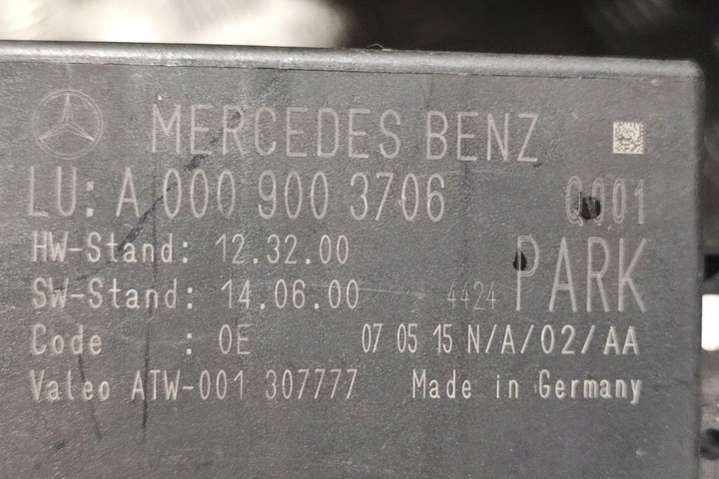 MERCEDES BENZ
LU: A 000 900 3706 Q001
HW-Stand: 12.32.00
SW-Stand: 14.06.00 4424 PARK
Code : 0E 07 05 15 N/A/02/AA
Valeo ATW-001 307777 Made in Germany